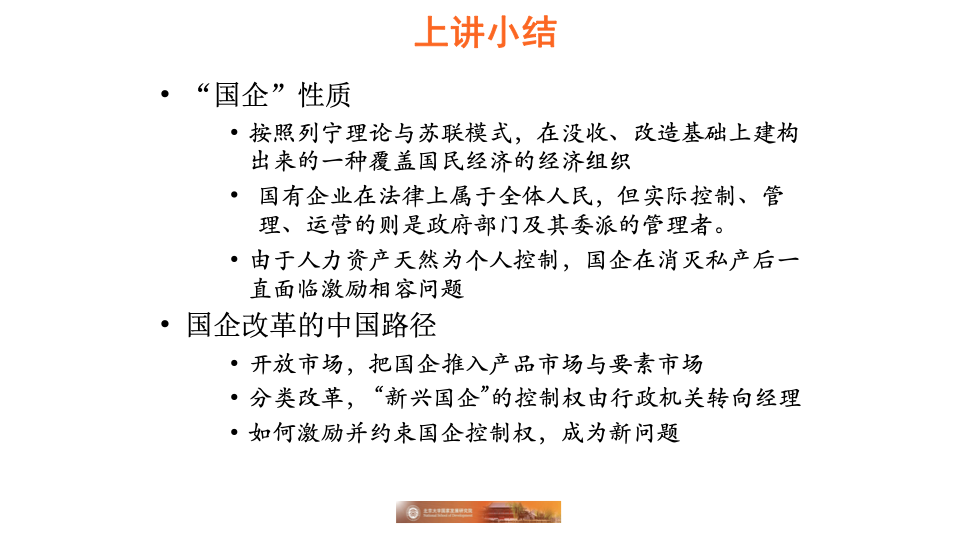 上讲小结
• “国企”性质
• 按照列宁理论与苏联模式，在没收、改造基础上建构
出来的一种覆盖国民经济的经济组织
• 国有企业在法律上属于全体人民，但实际控制、管
理、运营的则是政府部门及其委派的管理者。
• 由于人力资产天然为个人控制，国企在消灭私产后一
直面临激励相容问题
• 国企改革的中国路径
• 开放市场，把国企推入产品市场与要素市场
• 分类改革，“新兴国企”的控制权由行政机关转向经理
• 如何激励并约束国企控制权，成为新问题
北京大学国家发展研究院
National School of Development